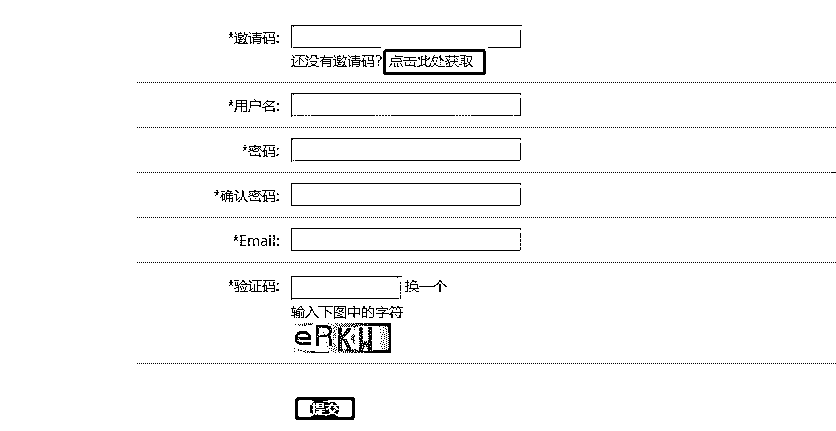 *邀请码:
还没有邀请码?点击此处获取
*用户名:
*密码:
*确认密码:
*Email:
*验证码: 换一个
输入下图中的字符
eRKW
提交